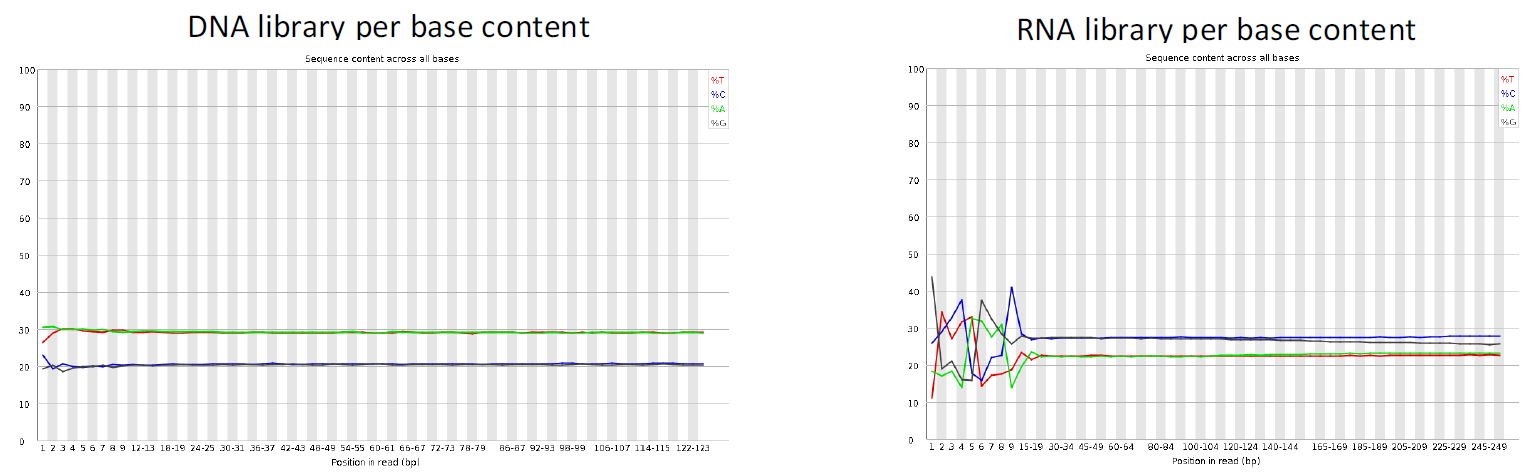 DNA library per base content
Sequence content across all bases
100
90
80
70
60
50
40
30
20
10
0
%T
%C
%A
%G
1 2 3 4 5 6 7 8 9 12-13 18-19 24-25 30-31 36-37 42-43 48-49 54-55 60-61 66-67 72-73 78-79 86-87 92-93 98-99 106-107 114-115 122-123
Position in read (bp)
RNA library per base content
Sequence content across all bases
100
90
80
70
60
50
40
30
20
10
0
%T
%C
%A
%G
1 2 3 4 5 6 7 8 9 15-19 30-34 45-49 60-64 80-84 100-104 120-124 140-144 165-169 185-189 205-209 225-229 245-249
Position in read (bp)